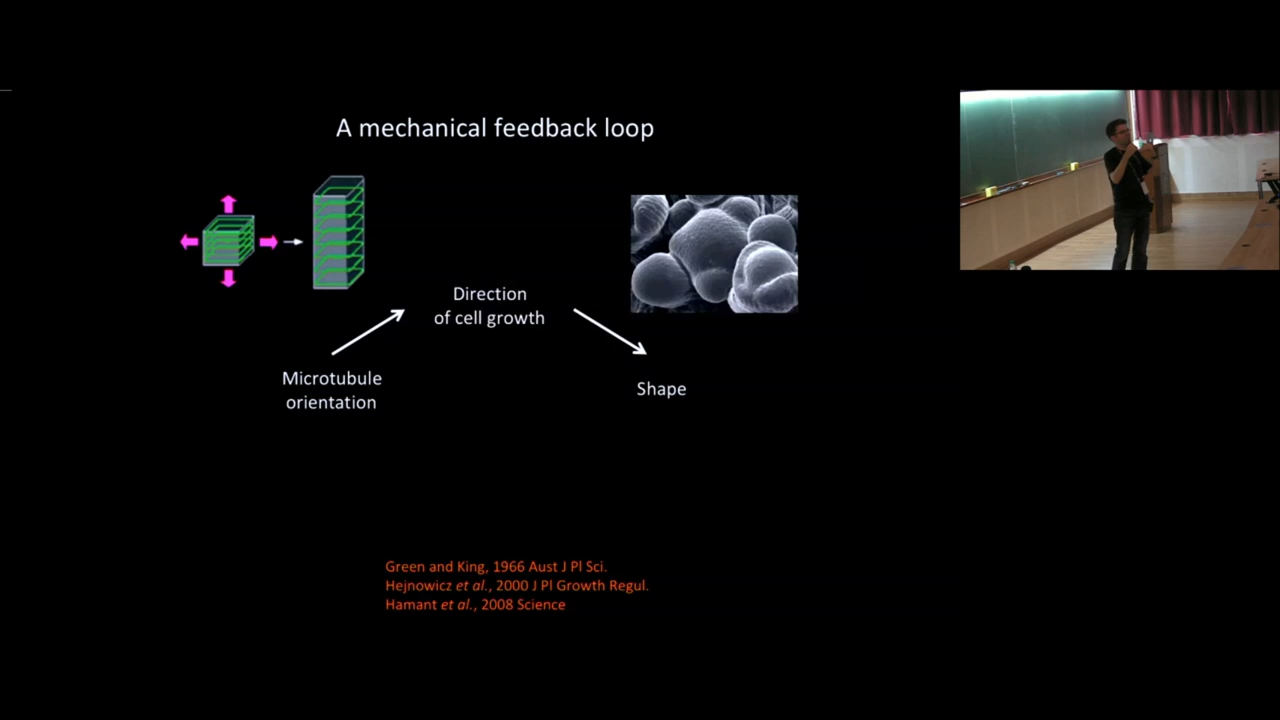 A mechanical feedback loop
Direction
of cell growth
Microtubule
orientation
Shape
Green and King, 1966 Aust J Pl Sci.
Hejnowicz et al., 2000 J Pl Growth Regul.
Hamant et al., 2008 Science